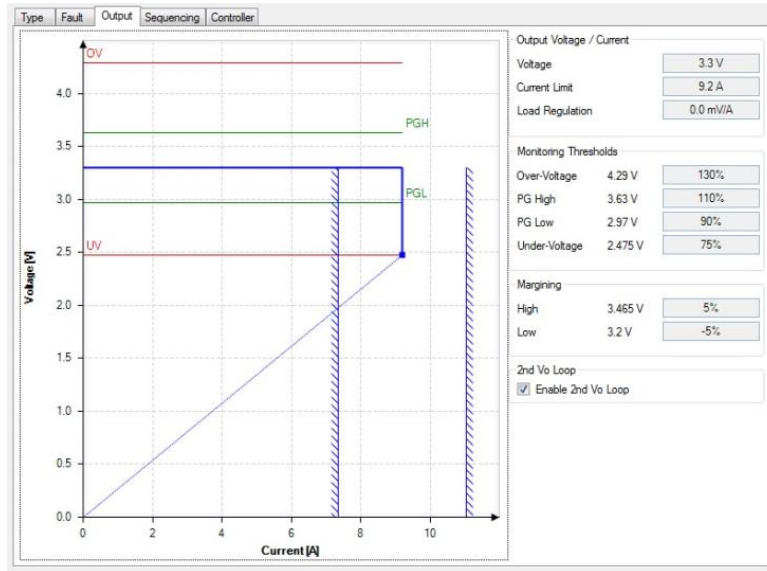 Type Fault Output Sequencing Controller
OV
4.0
PGH
3.5
3.0
PGL
UV
2.5
Voltage [V]
2.0
1.5
1.0
0.5
0.0
0 2 4 6 8 10
Current [A]
Output Voltage / Current
Voltage 3.3 V
Current Limit 9.2 A
Load Regulation 0.0 mV/A
Monitoring Thresholds
Over-Voltage 4.29 V 130%
PG High 3.63 V 110%
PG Low 2.97 V 90%
Under-Voltage 2.475 V 75%
Margining
High 3.465 V 5%
Low 3.2 V -5%
2nd Vo Loop
Enable 2nd Vo Loop